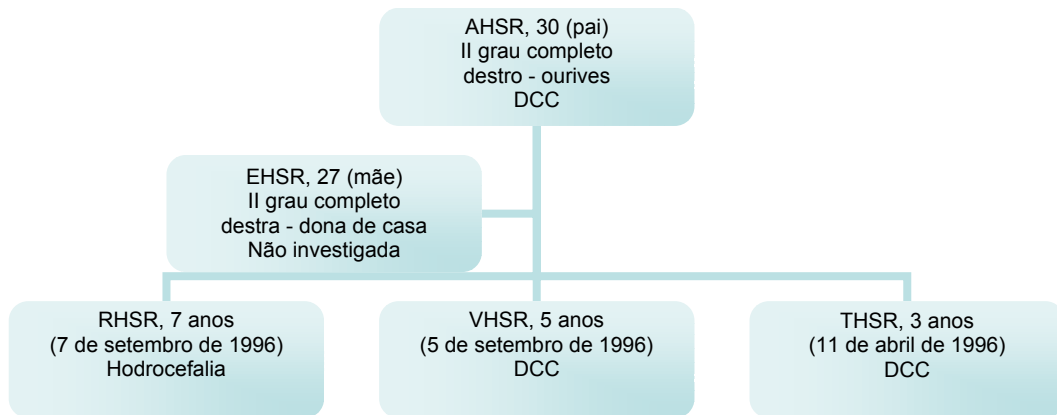 AHSR, 30 (pai)
II grau completo
destro - ourives
DCC
EHSR, 27 (mãe)
II grau completo
destra - dona de casa
Não investigada
RHSR, 7 anos
(7 de setembro de 1996)
Hodrocefalia
VHSR, 5 anos
(5 de setembro de 1996)
DCC
THSR, 3 anos
(11 de abril de 1996)
DCC